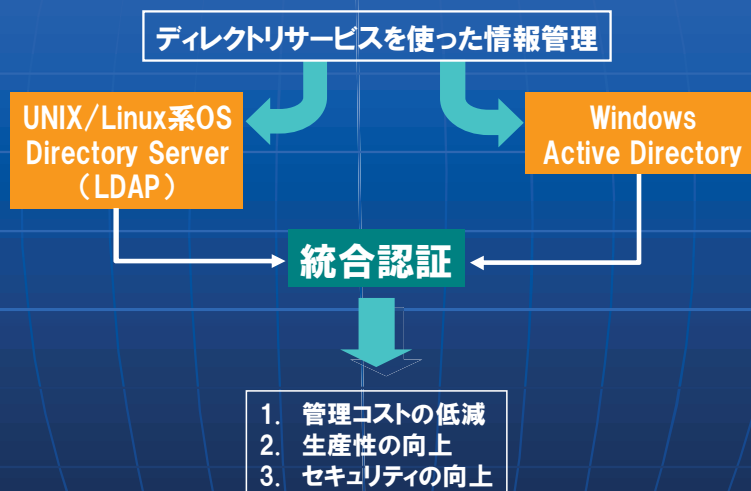 ディレクトリサービスを使った情報管理
UNIX/Linux系OS
Directory Server
（LDAP）
Windows
Active Directory
統合認証
1. 管理コストの低減
2. 生産性の向上
3. セキュリティの向上